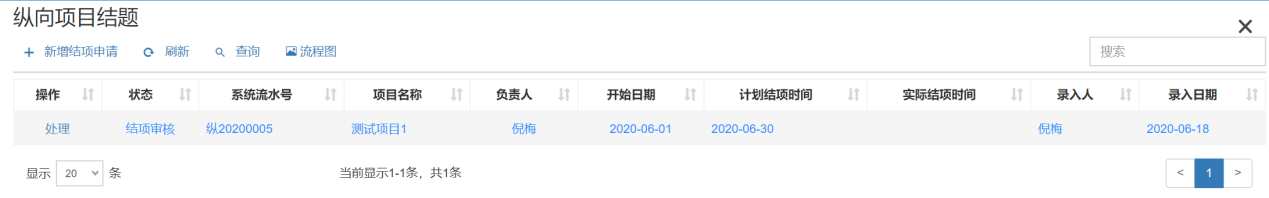 纵向项目结题
新增结项申请 刷新 查询 流程图
搜索
操作 状态 系统流水号 项目名称 负责人 开始日期 计划结项时间 实际结项时间 录入人 录入日期
处理 结项审核 纵20200005 测试项目1 倪梅 2020-06-01 2020-06-30 倪梅 2020-06-18
显示 20 条 当前显示1-1条，共1条 < 1 >